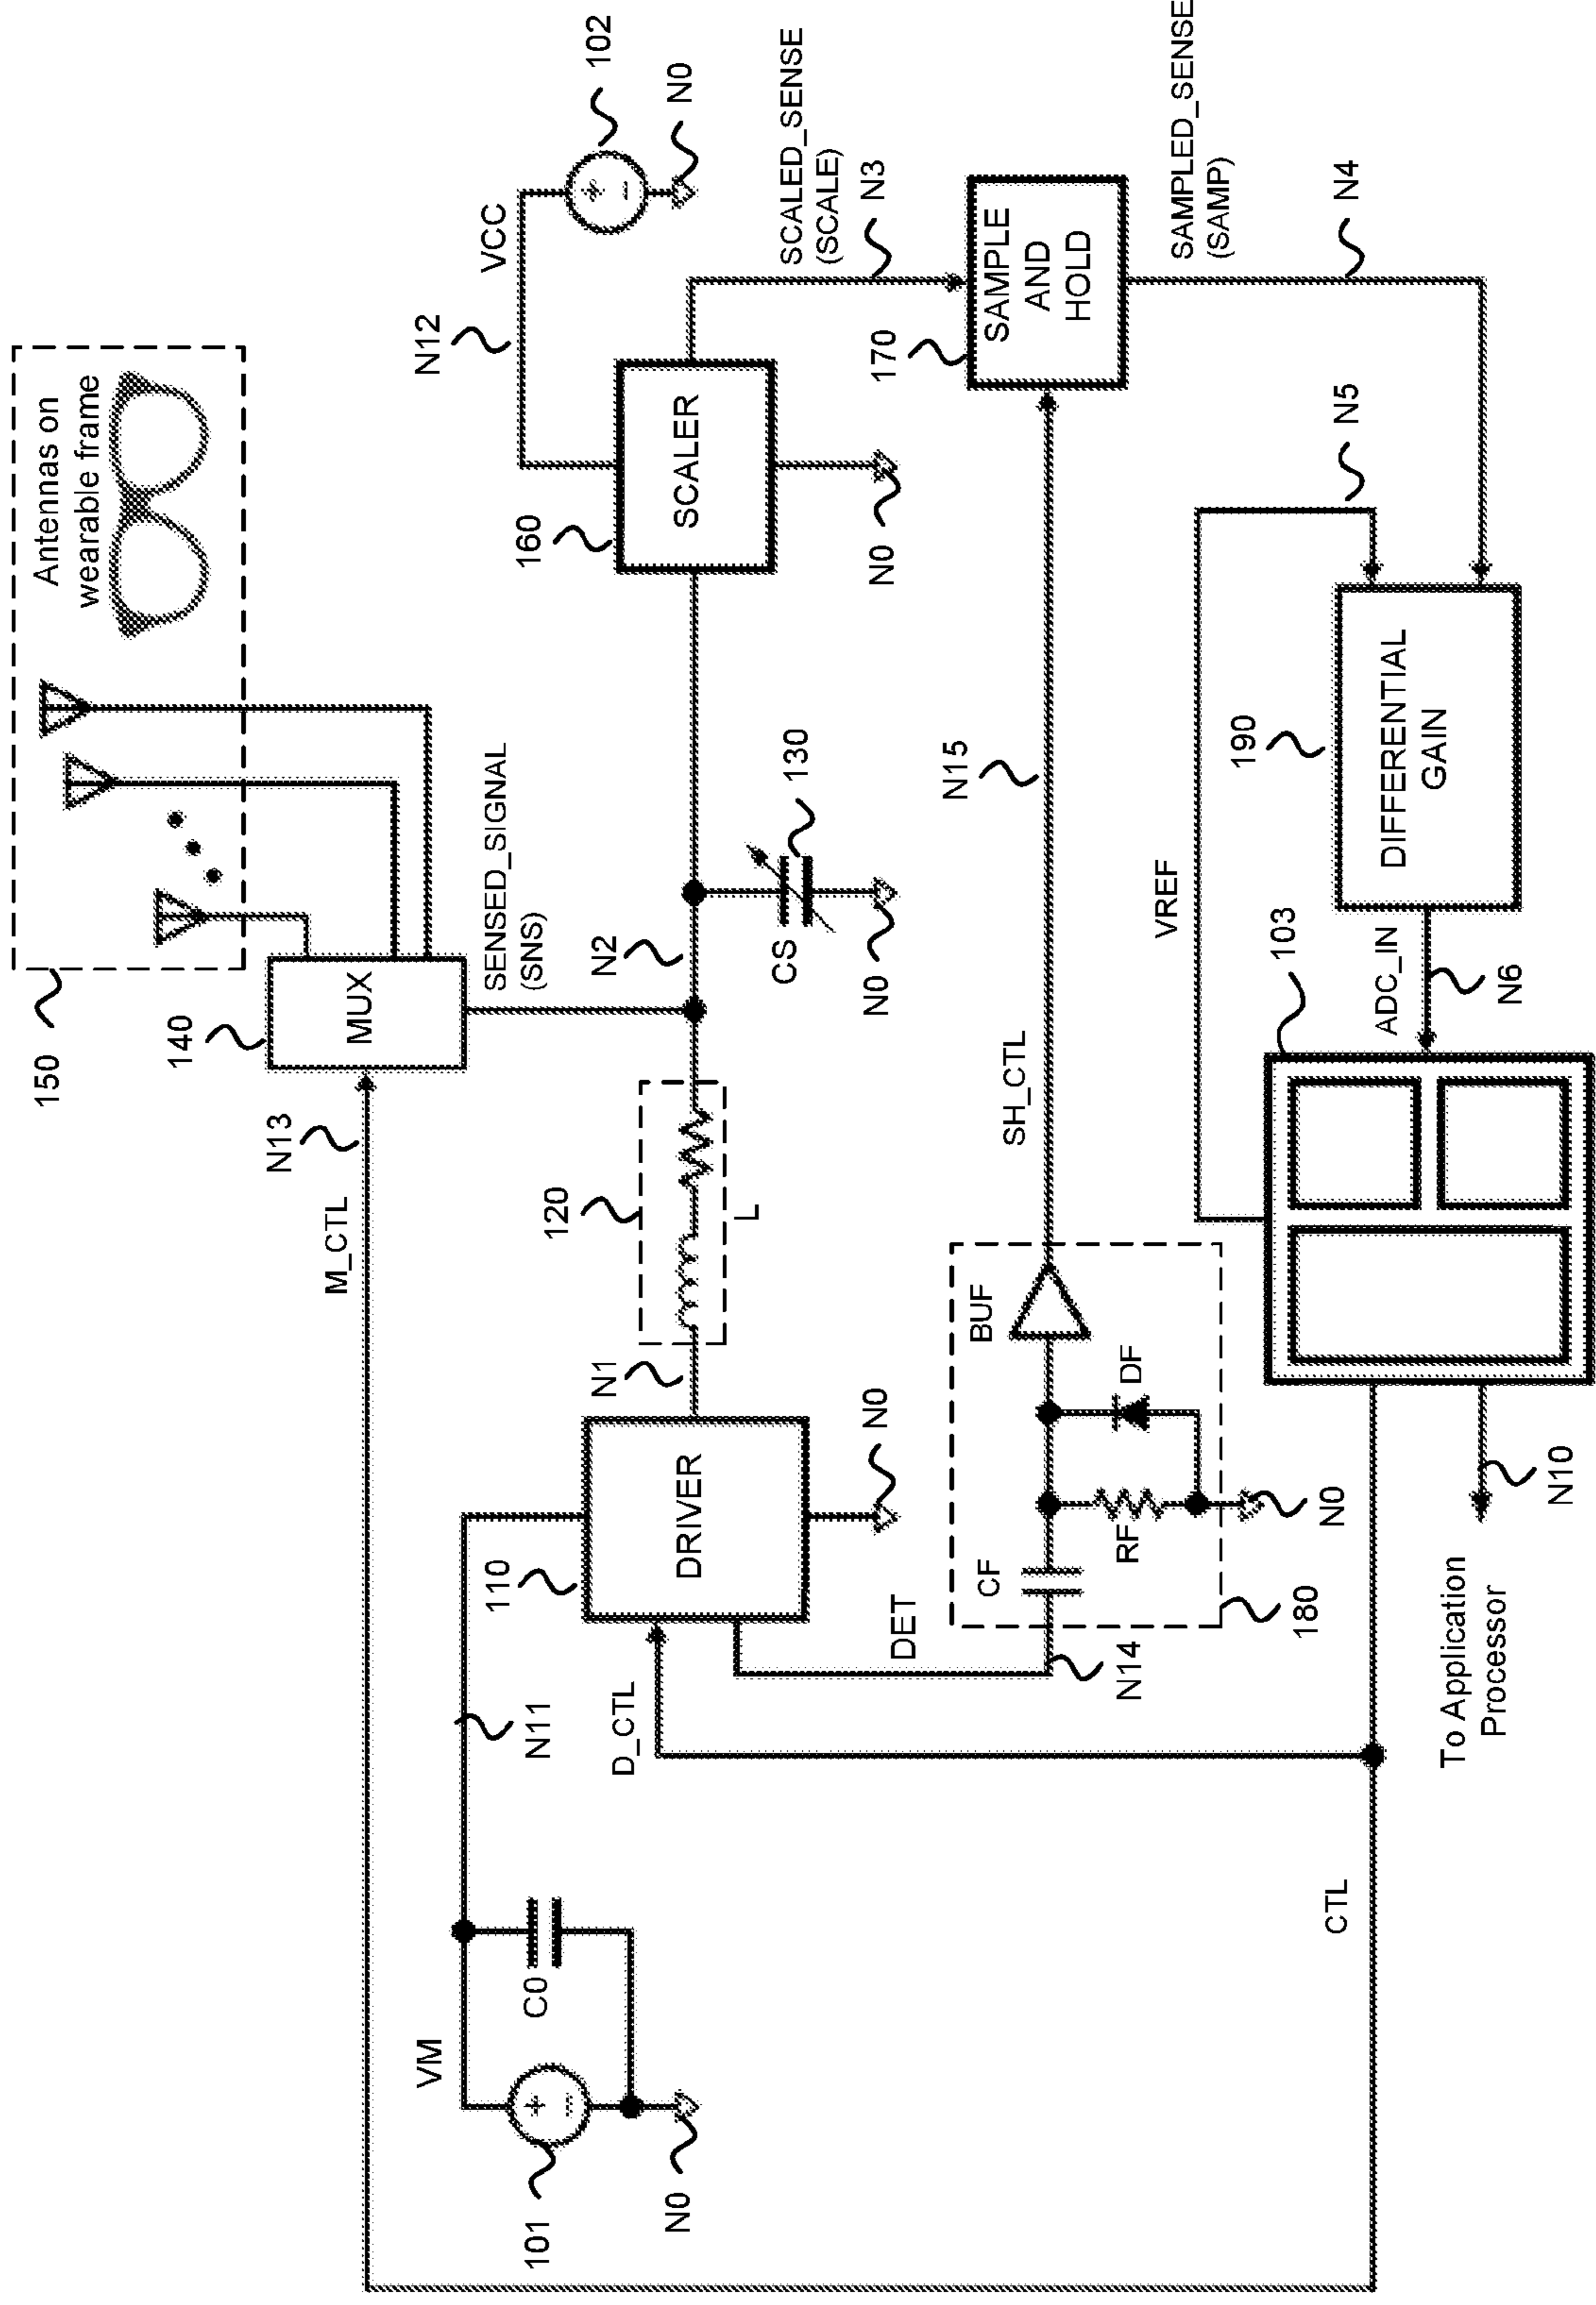 150
Antennas on
wearable frame
140
MUX
N13
M_CTL
SENSED_SIGNAL
(SNS)
VM
N11
101
C0
N0
110
DRIVER
D_CTL
N0
N1
120
L
N2
CS
130
N0
160
SCALER
N0
N12
VCC
102
N0
SCALED_SENSE
(SCALE)
N3
DET
N14
180
CF
RF
DF
BUF
N0
SH_CTL
N15
170
SAMPLE
AND
HOLD
SAMPLED_SENSE
(SAMP)
N4
CTL
To Application
Processor
N10
103
VREF
N5
ADC_IN
N6
190
DIFFERENTIAL
GAIN